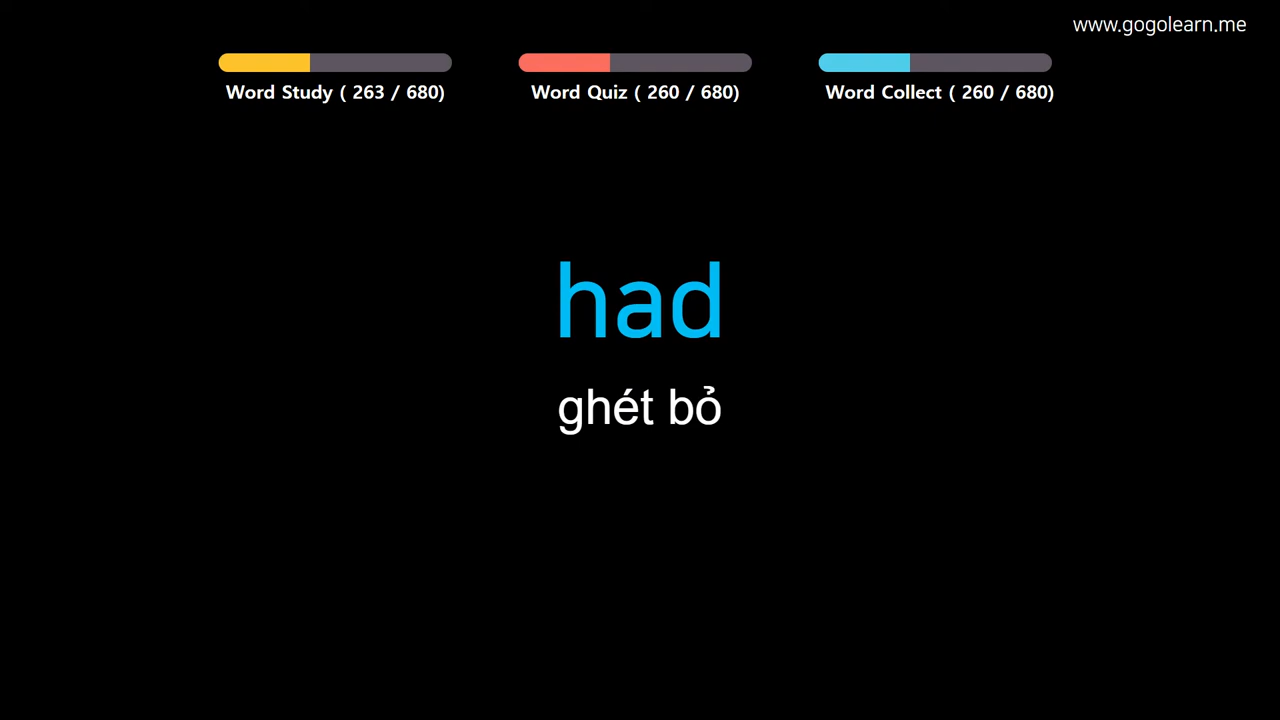 www.gogolearn.me
Word Study ( 263 / 680)
Word Quiz ( 260 / 680)
Word Collect ( 260 / 680)
had
ghét bỏ